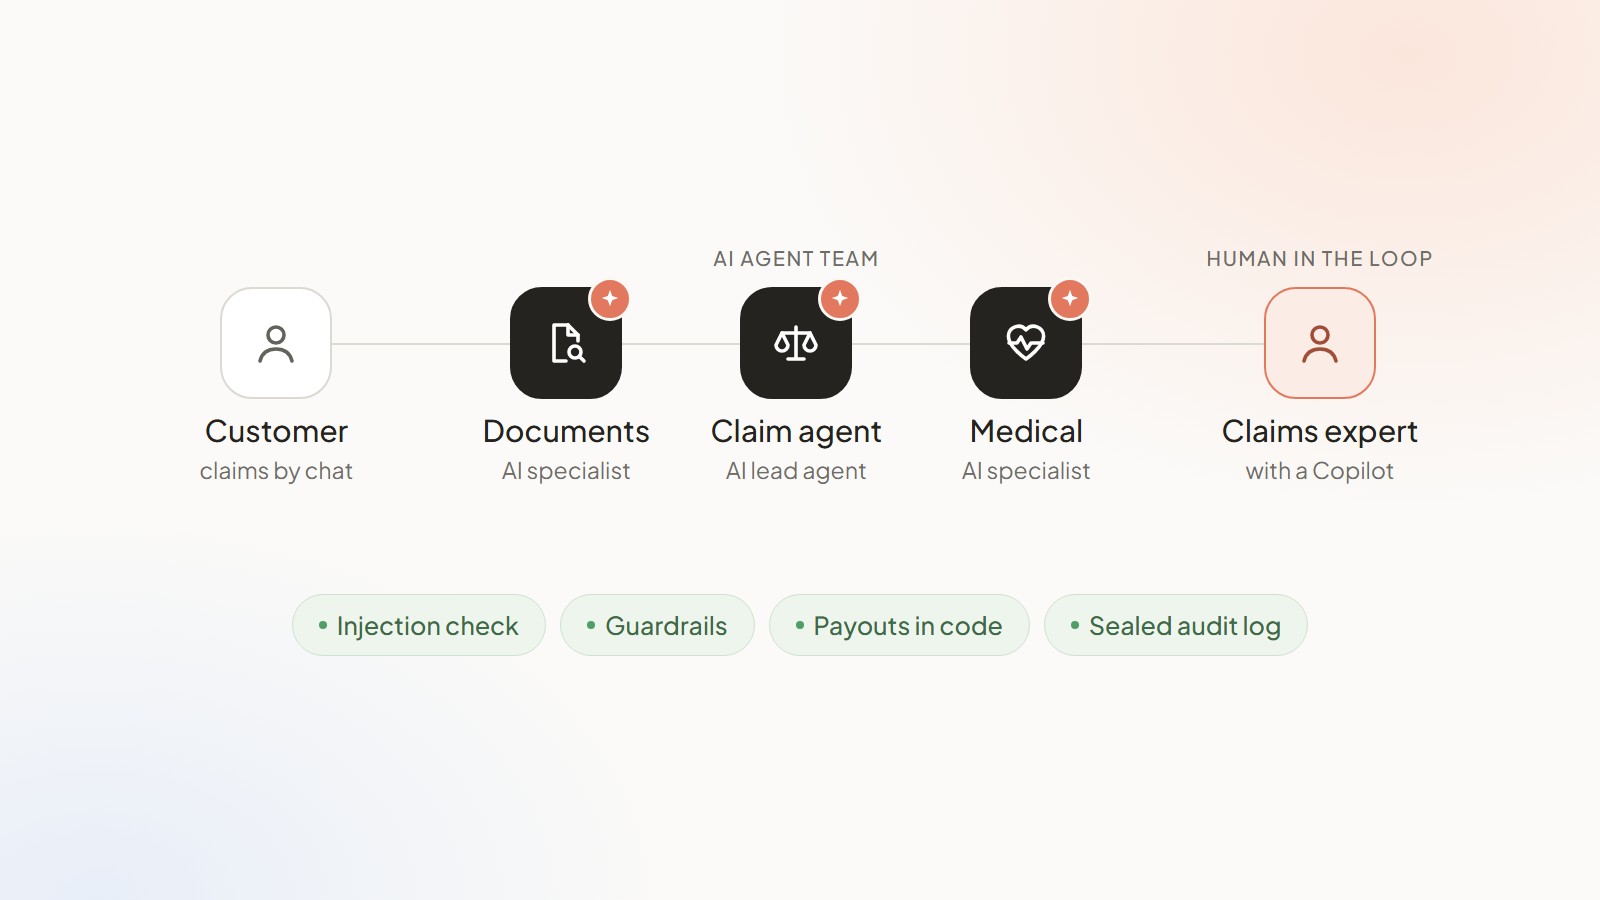 AI AGENT TEAM
HUMAN IN THE LOOP
Customer
claims by chat
Documents
AI specialist
Claim agent
AI lead agent
Medical
AI specialist
Claims expert
with a Copilot
Injection check
Guardrails
Payouts in code
Sealed audit log